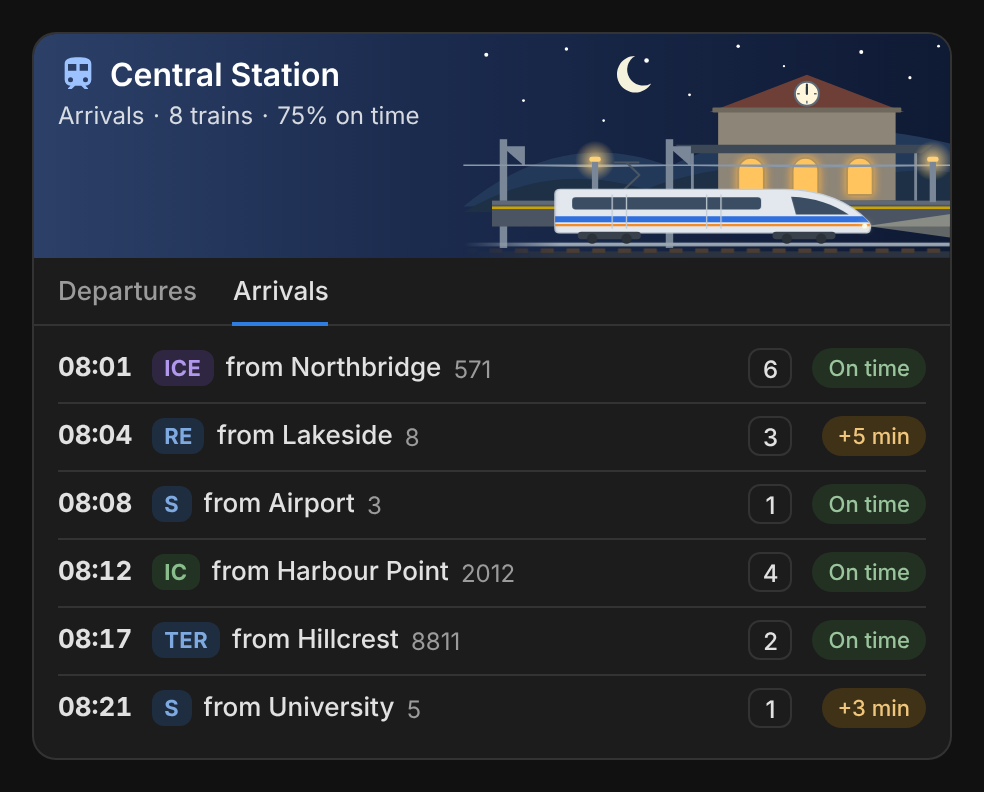 Central Station
Arrivals · 8 trains · 75% on time
Departures Arrivals
08:01 ICE from Northbridge 571 6 On time
08:04 RE from Lakeside 8 3 +5 min
08:08 S from Airport 3 1 On time
08:12 IC from Harbour Point 2012 4 On time
08:17 TER from Hillcrest 8811 2 On time
08:21 S from University 5 1 +3 min